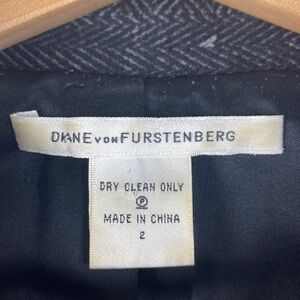 DIANE VON FURSTENBERG
DRY CLEAN ONLY
Ⓟ
MADE IN CHINA
2